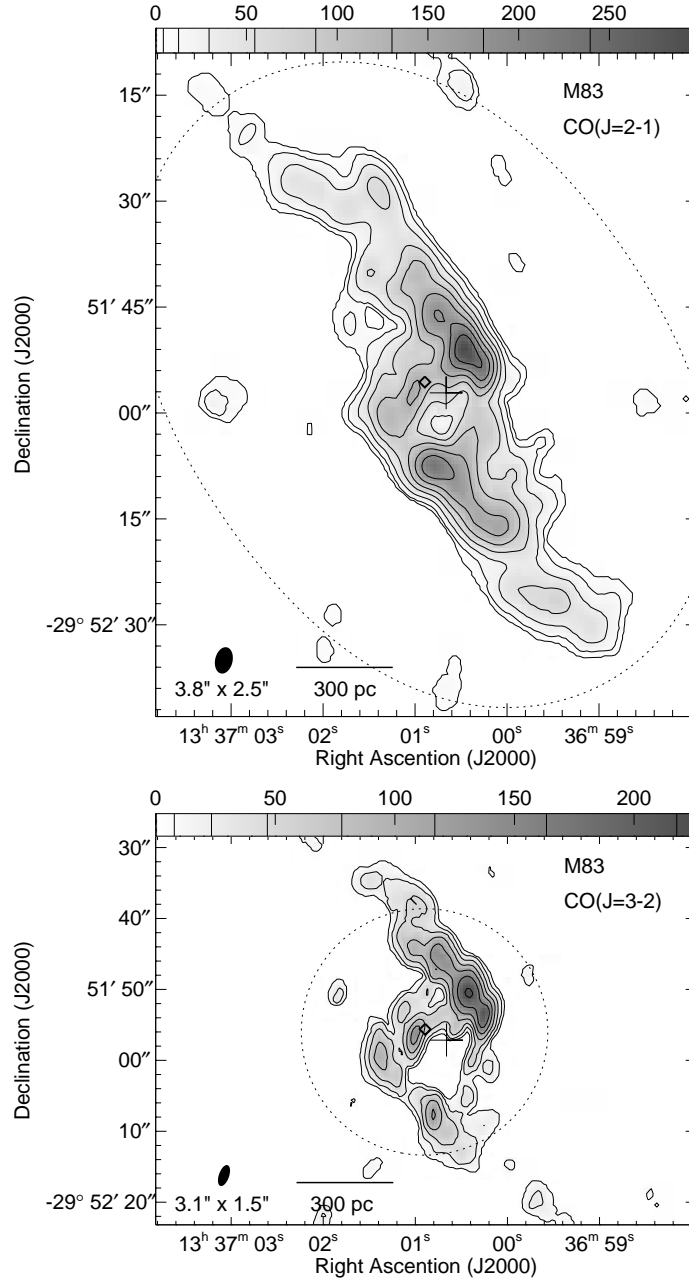 0 50 100 150 200 250
M83
CO(J=2-1)
15″
30″
51′ 45″
00″
15″
-29° 52′ 30″
Declination (J2000)
3.8" x 2.5"
300 pc
13ʰ 37ᵐ 03ˢ 02ˢ 01ˢ 00ˢ 36ᵐ 59ˢ
Right Ascension (J2000)
0 50 100 150 200
M83
CO(J=3-2)
30″
40″
51′ 50″
00″
10″
-29° 52′ 20″
Declination (J2000)
3.1" x 1.5"
300 pc
13ʰ 37ᵐ 03ˢ 02ˢ 01ˢ 00ˢ 36ᵐ 59ˢ
Right Ascension (J2000)